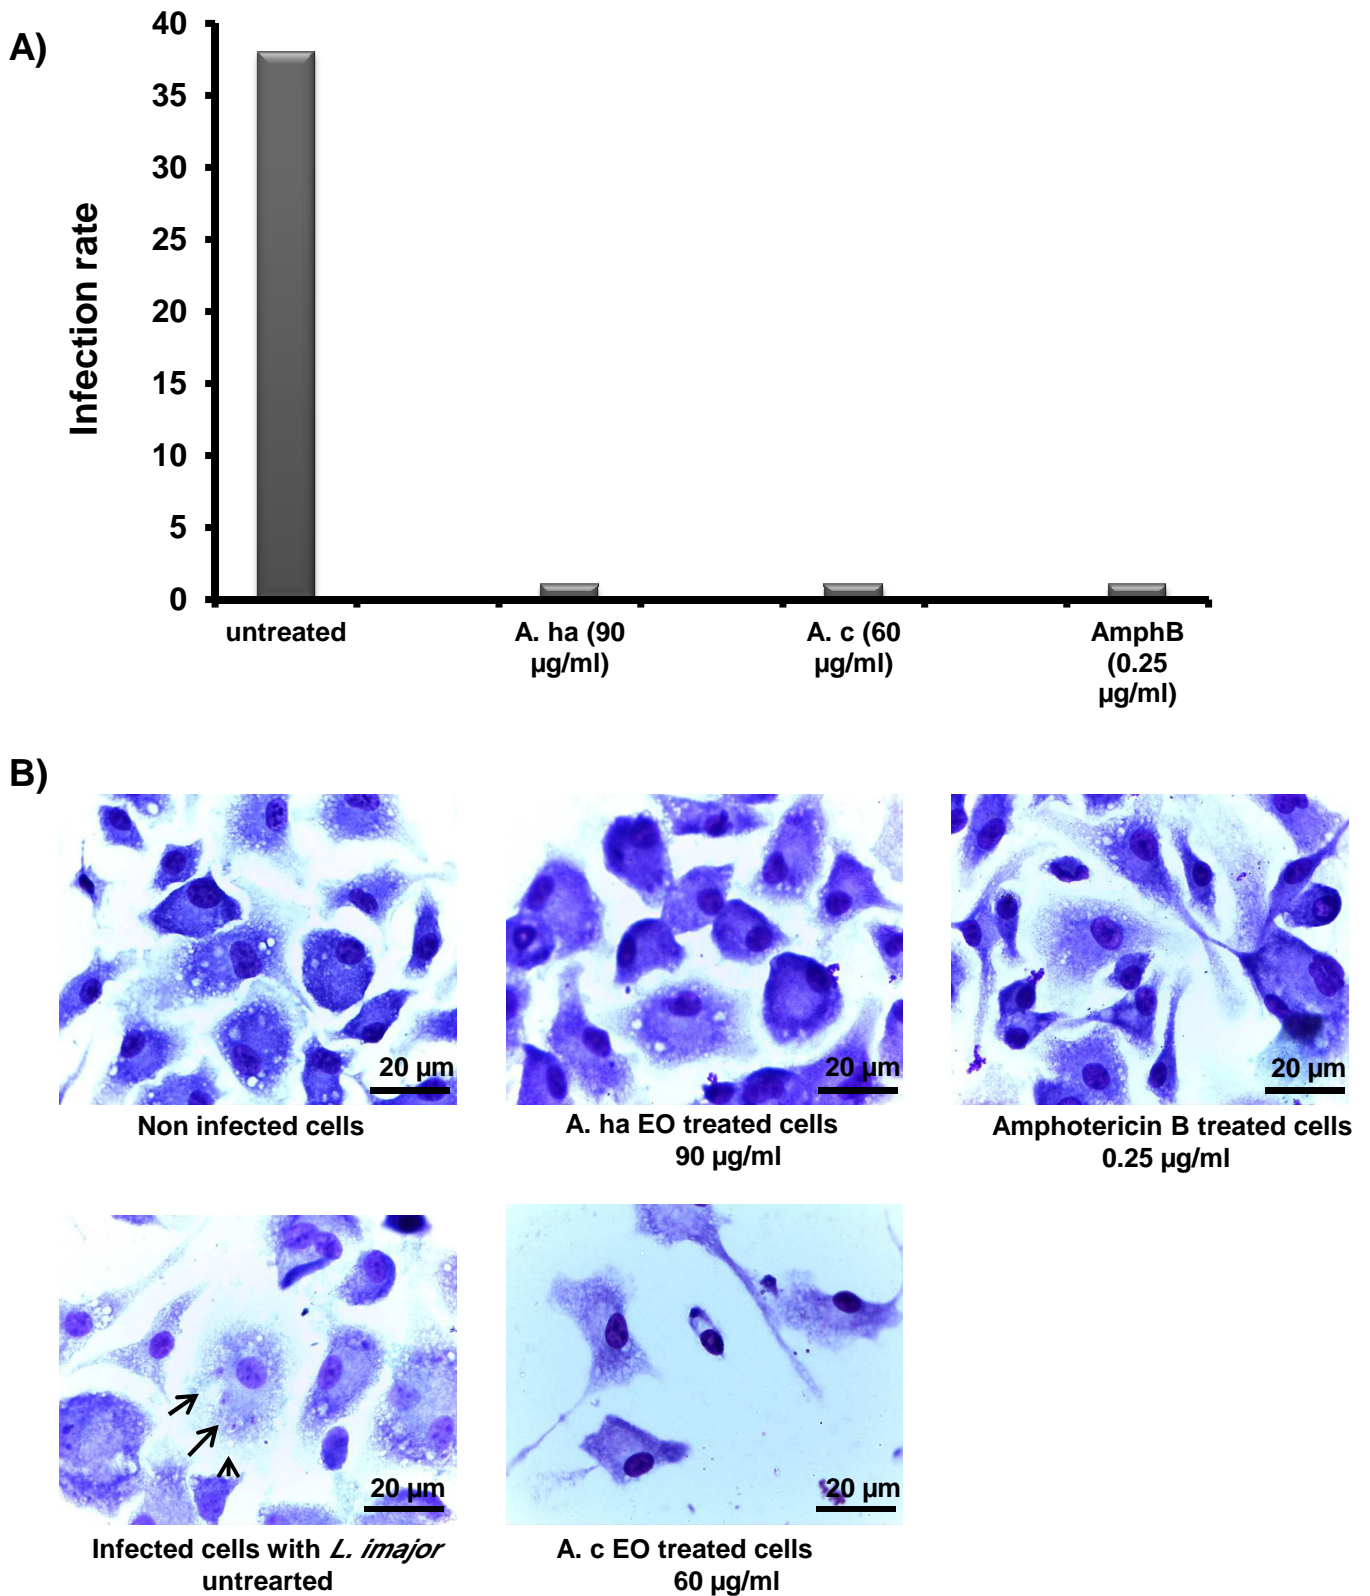 A)
40
35
30
25
20
15
10
5
0
Infection rate
untreated
A. ha (90
µg/ml)
A. c (60
µg/ml)
AmphB
(0.25
µg/ml)
B)
20 µm
20 µm
20 µm
Non infected cells
A. ha EO treated cells
90 µg/ml
Amphotericin B treated cells
0.25 µg/ml
20 µm
20 µm
Infected cells with L. imajor
untrearted
A. c EO treated cells
60 µg/ml